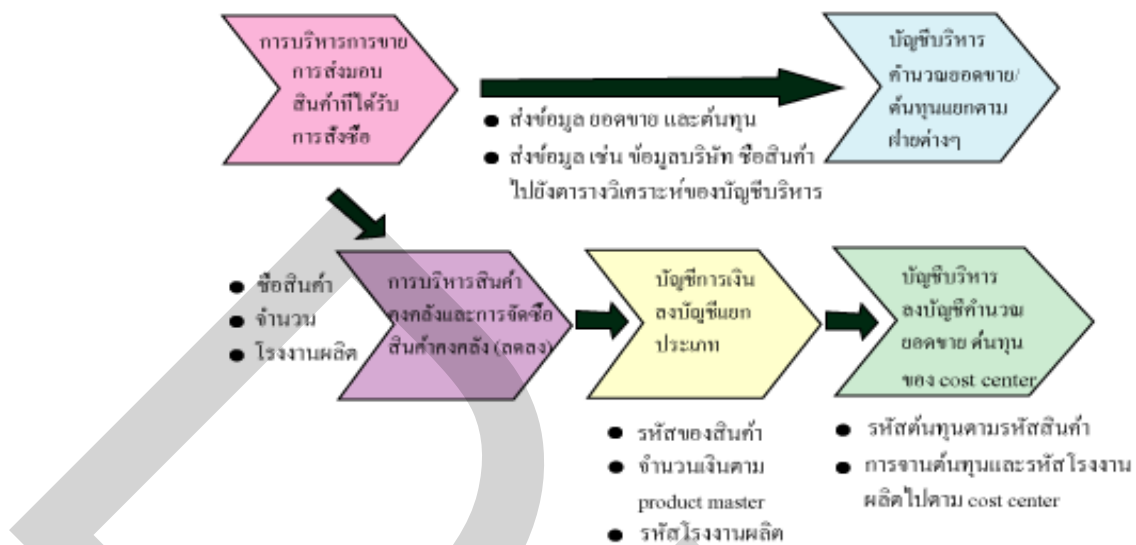 การบริหารการขาย
การส่งมอบ
สินค้าที่ได้รับ
การสั่งซื้อ
บัญชีบริหาร
คำนวณยอดขาย/
ต้นทุนแยกตาม
ฝ่ายต่างๆ
● ส่งข้อมูล ยอดขาย และต้นทุน
● ส่งข้อมูล เช่น ข้อมูลบริษัท ชื่อสินค้า
ไปยังตารางวิเคราะห์ของบัญชีบริหาร
● ชื่อสินค้า
● จำนวน
● โรงงานผลิต
การบริหารสินค้า
คงคลังและการจัดซื้อ
สินค้าคงคลัง (ลดลง)
บัญชีการเงิน
ลงบัญชีแยก
ประเภท
บัญชีบริหาร
ลงบัญชีคำนวณ
ยอดขาย ต้นทุน
ของ cost center
● รหัสของสินค้า
● จำนวนเงินตาม
product master
● รหัสโรงงานผลิต
● รหัสต้นทุนตามรหัสสินค้า
● การจานต้นทุนและรหัสโรงงาน
ผลิตไปตาม cost center